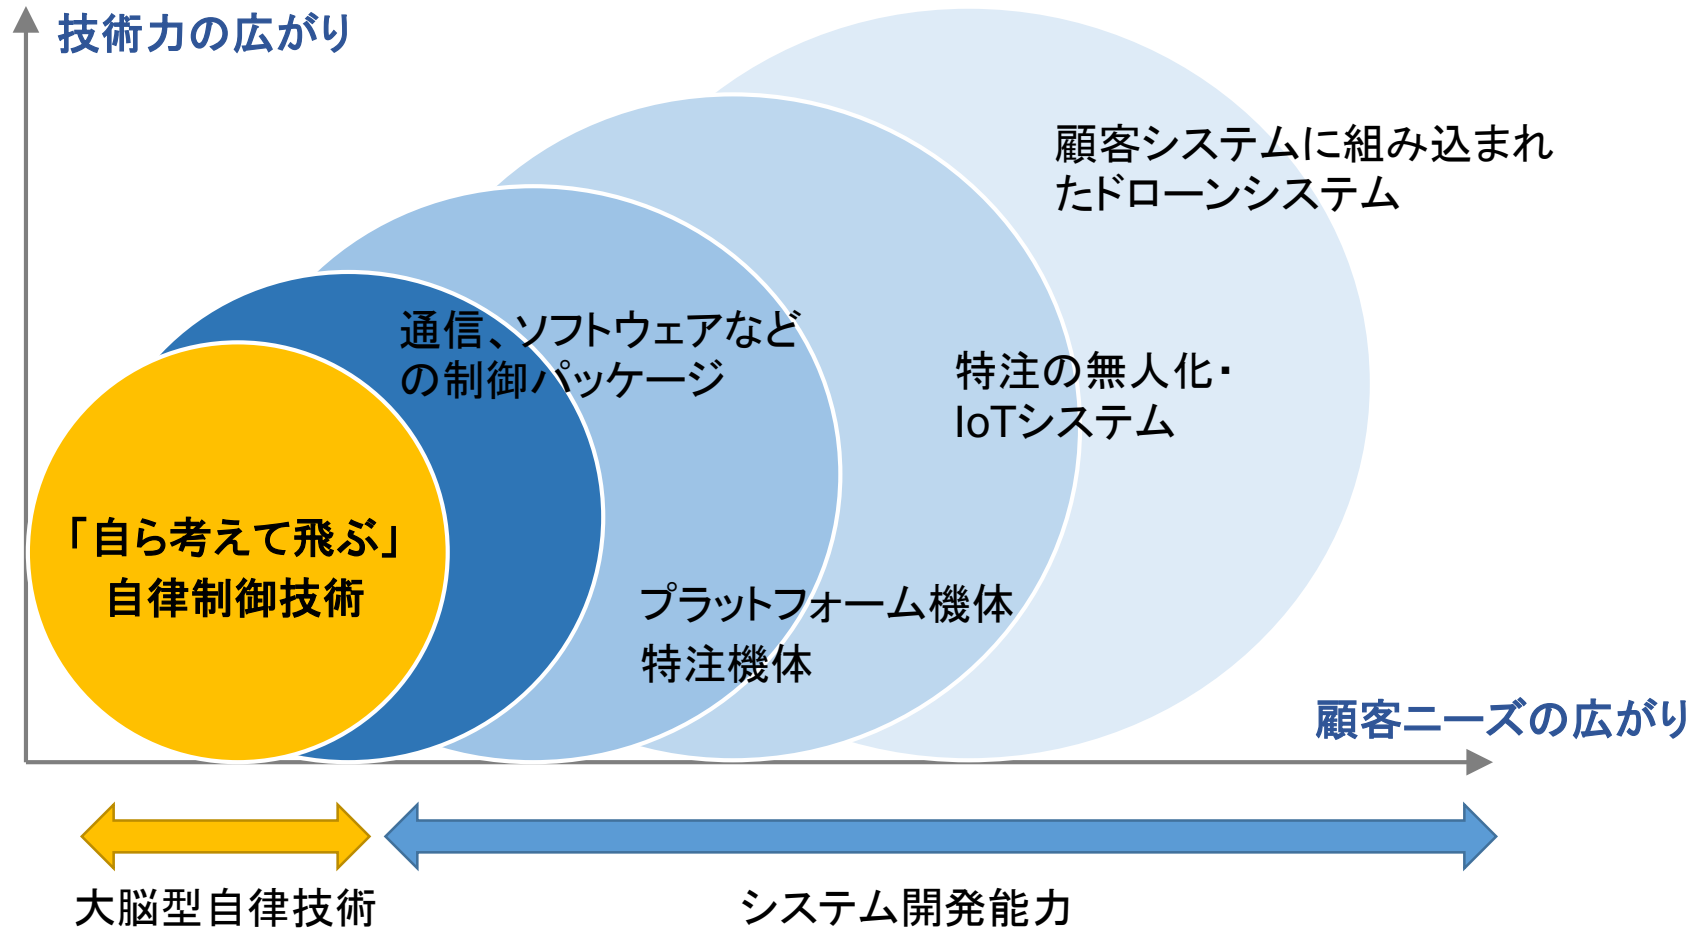 技術力の広がり
顧客システムに組み込まれ
たドローンシステム
通信、ソフトウェアなど
の制御パッケージ
特注の無人化・
IoTシステム
「自ら考えて飛ぶ」
自律制御技術
プラットフォーム機体
特注機体
顧客ニーズの広がり
大脳型自律技術
システム開発能力